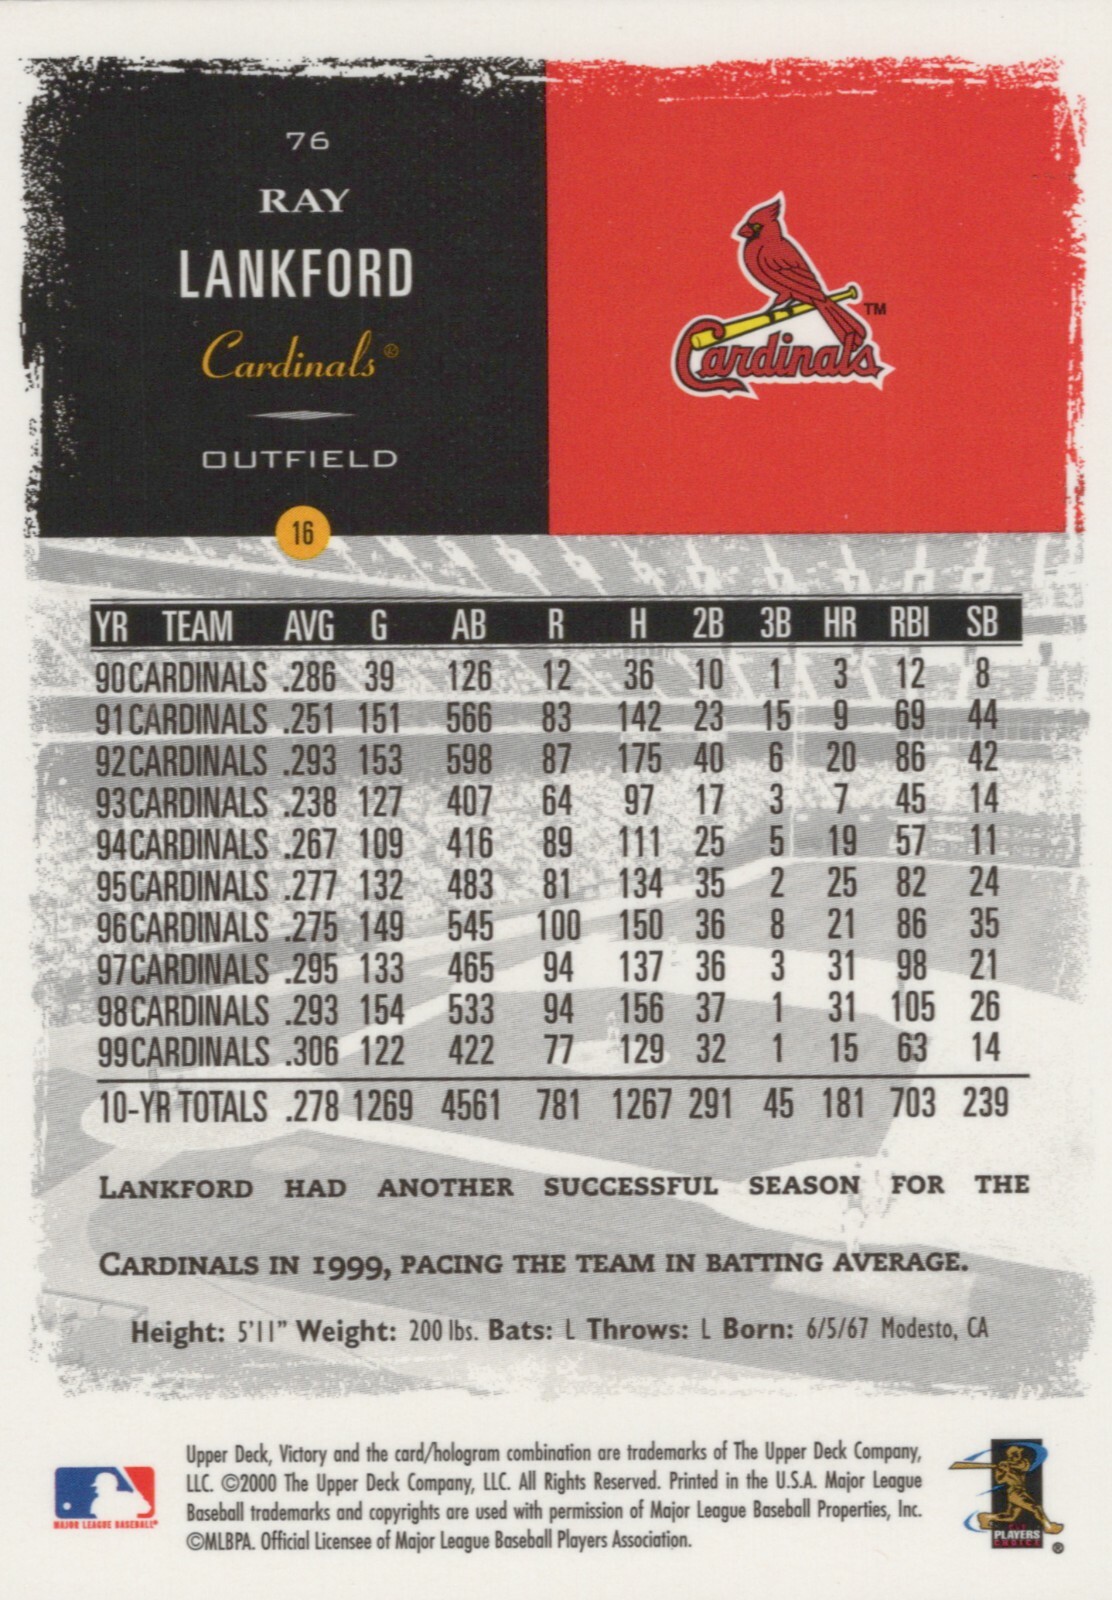 76
RAY
LANKFORD
Cardinals®
OUTFIELD
16
Cardinals™
YR TEAM AVG G AB R H 2B 3B HR RBI SB
90 CARDINALS .286 39 126 12 36 10 1 3 12 8
91 CARDINALS .251 151 566 83 142 23 15 9 69 44
92 CARDINALS .293 153 598 87 175 40 6 20 86 42
93 CARDINALS .238 127 407 64 97 17 3 7 45 14
94 CARDINALS .267 109 416 89 111 25 5 19 57 11
95 CARDINALS .277 132 483 81 134 35 2 25 82 24
96 CARDINALS .275 149 545 100 150 36 8 21 86 35
97 CARDINALS .295 133 465 94 137 36 3 31 98 21
98 CARDINALS .293 154 533 94 156 37 1 31 105 26
99 CARDINALS .306 122 422 77 129 32 1 15 63 14
10-YR TOTALS .278 1269 4561 781 1267 291 45 181 703 239
LANKFORD HAD ANOTHER SUCCESSFUL SEASON FOR THE
CARDINALS IN 1999, PACING THE TEAM IN BATTING AVERAGE.
Height: 5'11" Weight: 200 lbs. Bats: L Throws: L Born: 6/5/67 Modesto, CA
Upper Deck, Victory and the card/hologram combination are trademarks of The Upper Deck Company,
LLC. ©2000 The Upper Deck Company, LLC. All Rights Reserved. Printed in the U.S.A. Major League
Baseball trademarks and copyrights are used with permission of Major League Baseball Properties, Inc.
©MLBPA. Official Licensee of Major League Baseball Players Association.
MAJOR LEAGUE BASEBALL®
PLAYERS
CHOICE
®